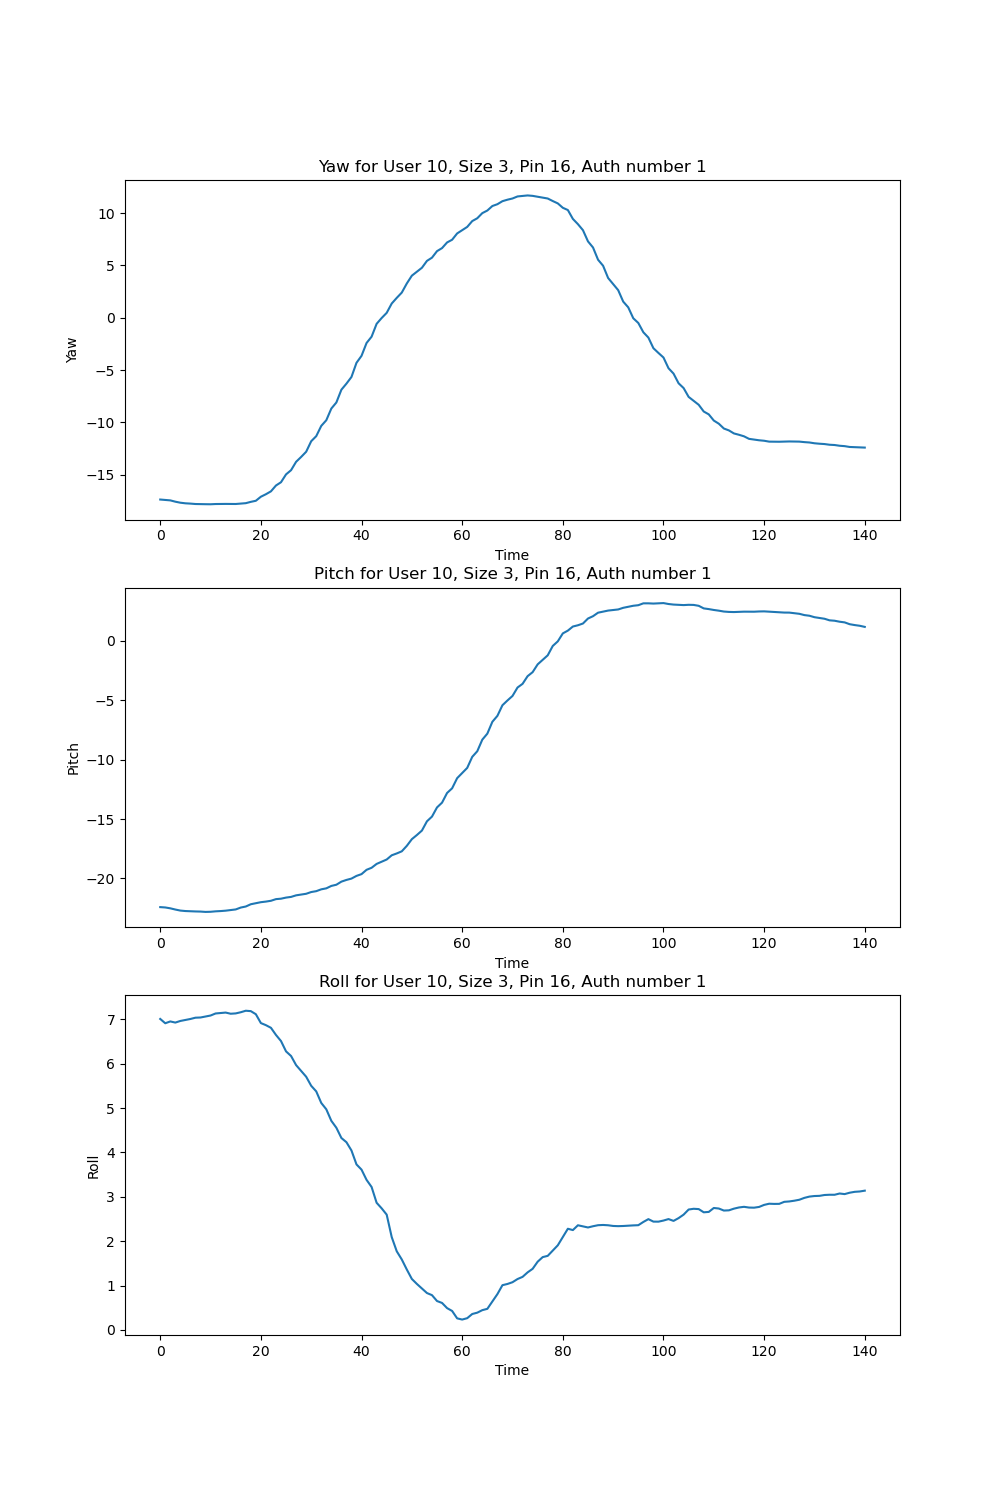 Yaw for User 10, Size 3, Pin 16, Auth number 1
10
5
0
−5
−10
−15
Yaw
0 20 40 60 80 100 120 140
Time
Pitch for User 10, Size 3, Pin 16, Auth number 1
0
−5
−10
−15
−20
Pitch
0 20 40 60 80 100 120 140
Time
Roll for User 10, Size 3, Pin 16, Auth number 1
7
6
5
4
3
2
1
0
Roll
0 20 40 60 80 100 120 140
Time